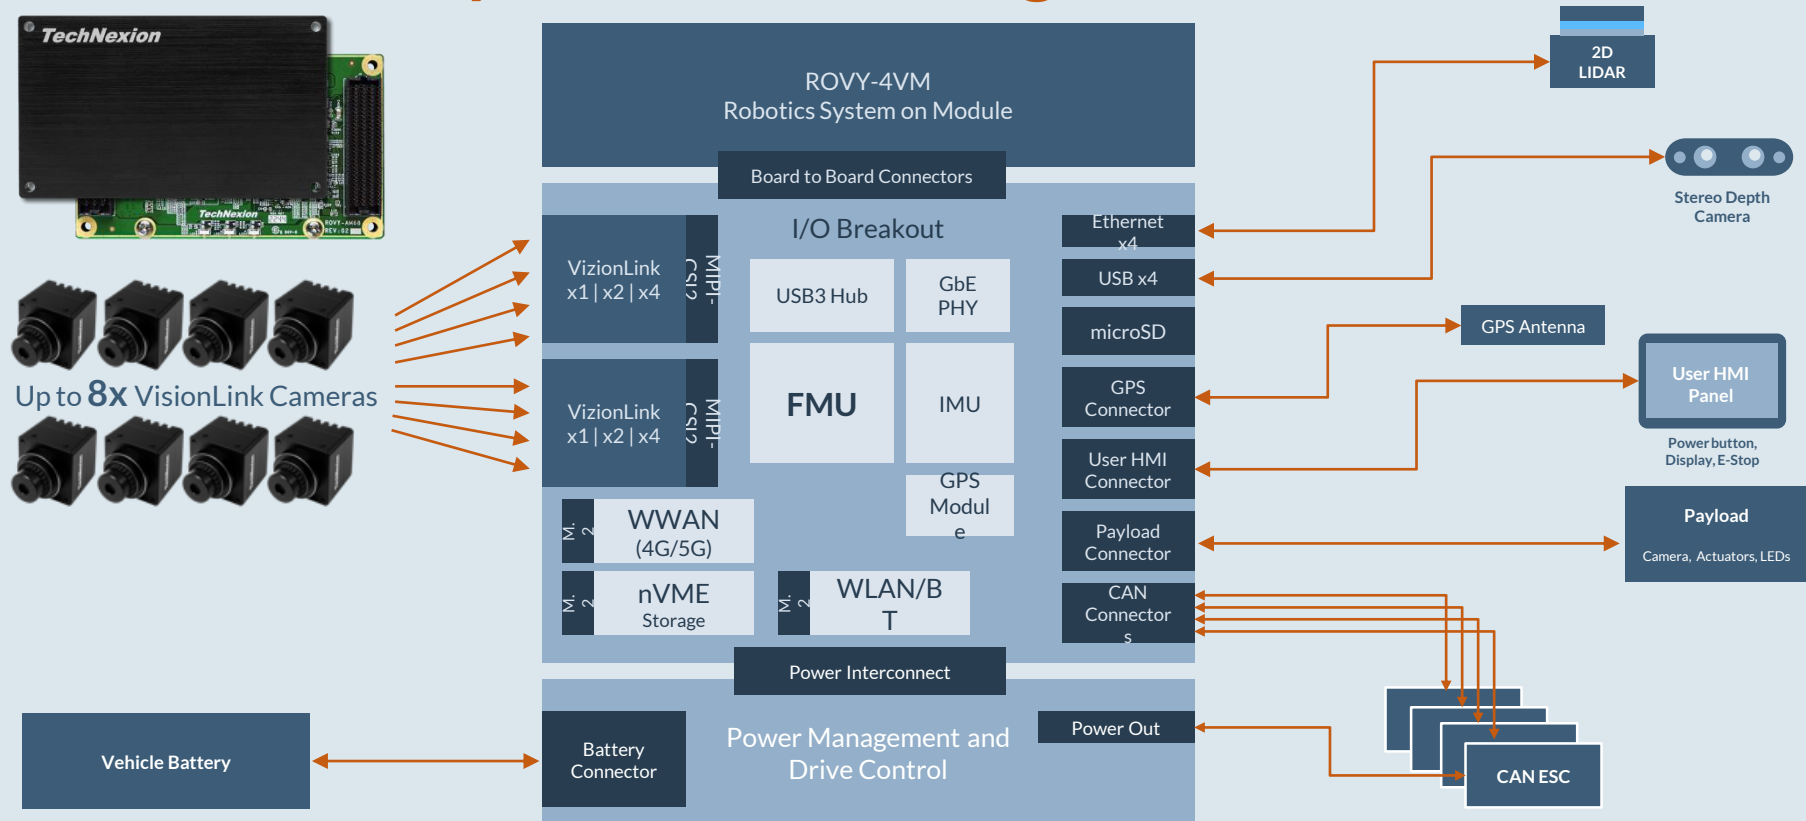 TechNexion
TechNexion
ROVY-4VM
Robotics System on Module
Board to Board Connectors
I/O Breakout
VizionLink
x1 | x2 | x4
MIPI-
CSI2
USB3 Hub
GbE
PHY
VizionLink
x1 | x2 | x4
MIPI-
CSI2
FMU
IMU
GPS
Modul
e
M.
2
WWAN
(4G/5G)
M.
2
nVME
Storage
M.
2
WLAN/B
T
Ethernet
x4
USB x4
microSD
GPS
Connector
User HMI
Connector
Payload
Connector
CAN
Connector
s
Power Interconnect
Battery
Connector
Power Management and
Drive Control
Power Out
Up to 8x VisionLink Cameras
Vehicle Battery
2D
LIDAR
Stereo Depth
Camera
GPS Antenna
User HMI
Panel
Power button,
Display, E-Stop
Payload
Camera, Actuators, LEDs
CAN ESC